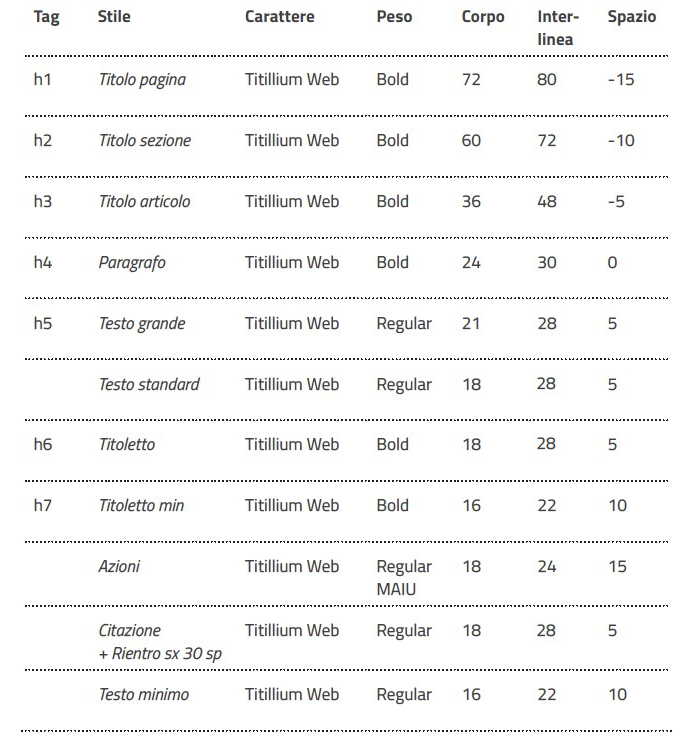 Tag Stile Carattere Peso Corpo Inter- Spazio
linea
h1 Titolo pagina Titillium Web Bold 72 80 -15
h2 Titolo sezione Titillium Web Bold 60 72 -10
h3 Titolo articolo Titillium Web Bold 36 48 -5
h4 Paragrafo Titillium Web Bold 24 30 0
h5 Testo grande Titillium Web Regular 21 28 5
Testo standard Titillium Web Regular 18 28 5
h6 Titoletto Titillium Web Bold 18 28 5
h7 Titoletto min Titillium Web Bold 16 22 10
Azioni Titillium Web Regular 18 24 15
MAIU
Citazione Titillium Web Regular 18 28 5
+ Rientro sx 30 sp
Testo minimo Titillium Web Regular 16 22 10